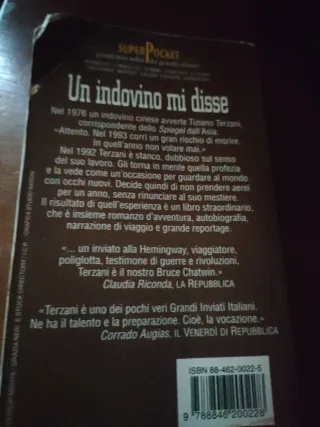 SUPERPOCKET
Un indovino mi disse
Nel 1976 un indovino cinese avverte Tiziano Terzani,
corrispondente dello Spiegel dall'Asia:
«Attento. Nel 1993 corri un gran rischio di morire.
In quell'anno non volare mai.»
Nel 1992 Terzani è stanco, dubbioso sul senso
del suo lavoro. Gli torna in mente quella profezia
e la vede come un'occasione per guardare al mondo
con occhi nuovi. Decide quindi di non prendere aerei
per un anno, senza rinunciare al suo mestiere.
Il risultato di quell'esperienza è un libro straordinario,
che è insieme romanzo d'avventura, autobiografia,
narrazione di viaggio e grande reportage.
«... un inviato alla Hemingway, viaggiatore,
poliglotta, testimone di guerre e rivoluzioni.
Terzani è il nostro Bruce Chatwin.»
Claudia Riconda, LA REPUBBLICA
«Terzani è uno dei pochi veri Grandi Inviati Italiani.
Ne ha il talento e la preparazione. Cioè, la vocazione.»
Corrado Augias, IL VENERDÌ DI REPUBBLICA
ISBN 88-462-0022-5
9 788846 200228